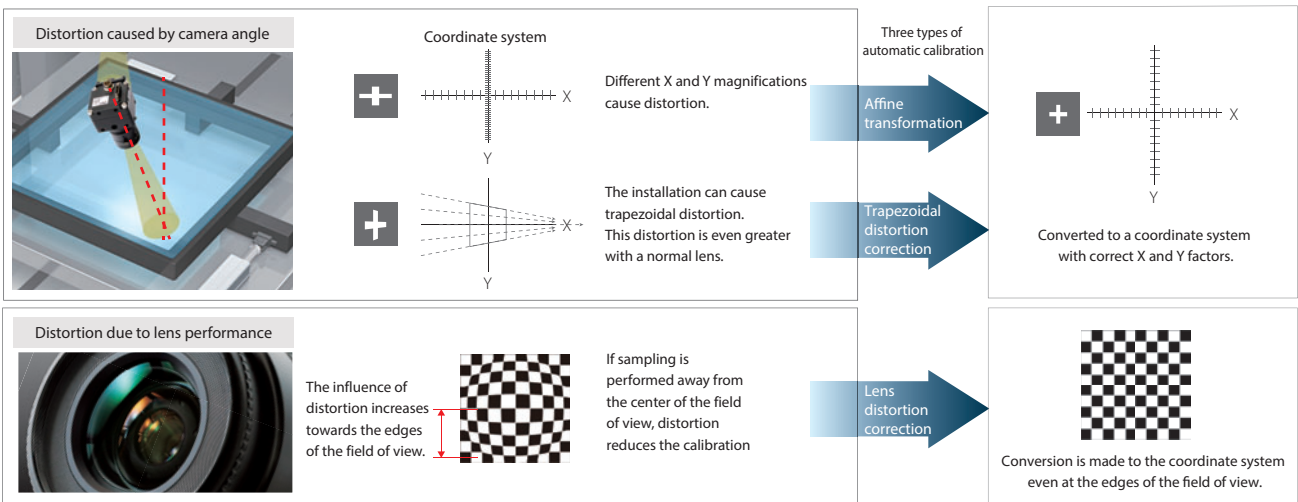 Distortion caused by camera angle
Coordinate system
X
Y
Different X and Y magnifications
cause distortion.
X
Y
The installation can cause
trapezoidal distortion.
This distortion is even greater
with a normal lens.
Three types of
automatic calibration
Affine
transformation
Trapezoidal
distortion
correction
X
Y
Converted to a coordinate system
with correct X and Y factors.
Distortion due to lens performance
The influence of
distortion increases
towards the edges
of the field of view.
If sampling is
performed away from
the center of the field
of view, distortion
reduces the calibration
Lens
distortion
correction
Conversion is made to the coordinate system
even at the edges of the field of view.